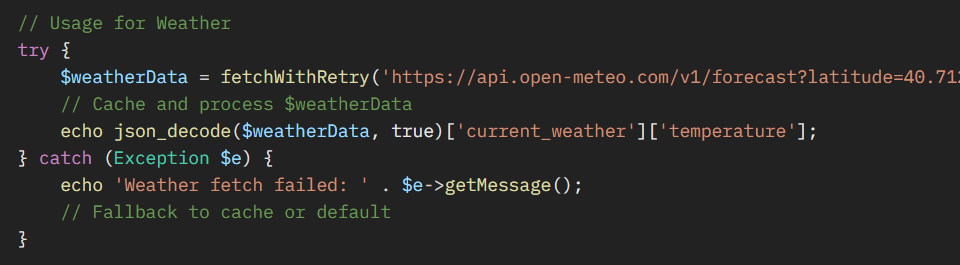 // Usage for Weather
try {
    $weatherData = fetchWithRetry('https://api.open-meteo.com/v1/forecast?latitude=40.712
    // Cache and process $weatherData
    echo json_decode($weatherData, true)['current_weather']['temperature'];
} catch (Exception $e) {
    echo 'Weather fetch failed: ' . $e->getMessage();
    // Fallback to cache or default
}